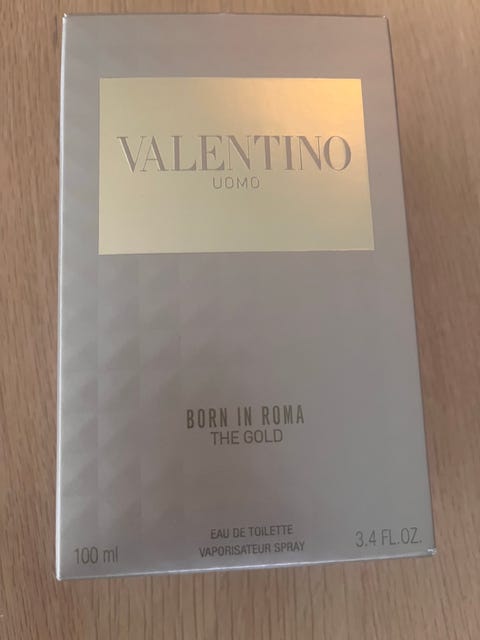 VALENTINO
UOMO
BORN IN ROMA
THE GOLD
EAU DE TOILETTE
VAPORISATEUR SPRAY
100 ml
3.4 FL.OZ.